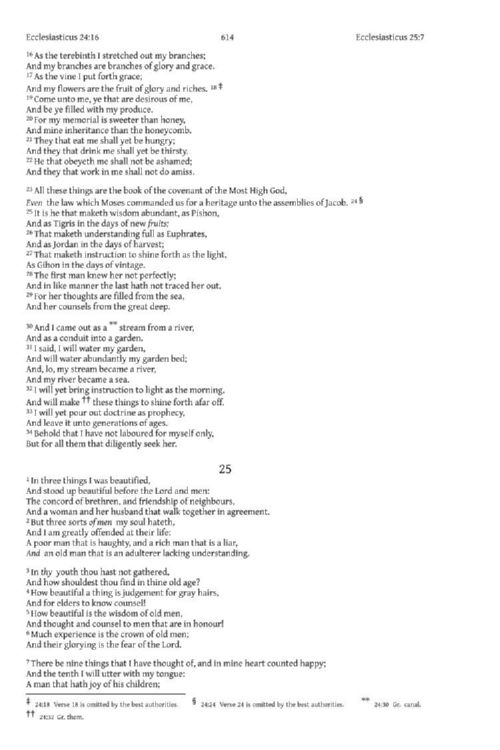 Ecclesiasticus 24:16 614 Ecclesiasticus 25:7
16 As the terebinth I stretched out my branches;
And my branches are branches of glory and grace.
17 As the vine I put forth grace;
And my flowers are the fruit of glory and riches. 18 ‡
19 Come unto me, ye that are desirous of me,
And be ye filled with my produce.
20 For my memorial is sweeter than honey,
And mine inheritance than the honeycomb.
21 They that eat me shall yet be hungry;
And they that drink me shall yet be thirsty.
22 He that obeyeth me shall not be ashamed;
And they that work in me shall not do amiss.
23 All these things are the book of the covenant of the Most High God,
Even the law which Moses commanded us for a heritage unto the assemblies of Jacob. 24 §
25 It is he that maketh wisdom abundant, as Pishon,
And as Tigris in the days of new fruits;
26 That maketh understanding full as Euphrates,
And as Jordan in the days of harvest;
27 That maketh instruction to shine forth as the light,
As Gihon in the days of vintage.
28 The first man knew her not perfectly;
And in like manner the last hath not traced her out.
29 For her thoughts are filled from the sea,
And her counsels from the great deep.
30 And I came out as a ** stream from a river,
And as a conduit into a garden.
31 I said, I will water my garden,
And will water abundantly my garden bed;
And, lo, my stream became a river,
And my river became a sea.
32 I will yet bring instruction to light as the morning,
And will make †† these things to shine forth afar off.
33 I will yet pour out doctrine as prophecy,
And leave it unto generations of ages.
34 Behold that I have not laboured for myself only,
But for all them that diligently seek her.
25
1 In three things I was beautified,
And stood up beautiful before the Lord and men:
The concord of brethren, and friendship of neighbours,
And a woman and her husband that walk together in agreement.
2 But three sorts of men my soul hateth,
And I am greatly offended at their life:
A poor man that is haughty, and a rich man that is a liar,
And an old man that is an adulterer lacking understanding.
3 In thy youth thou hast not gathered,
And how shouldest thou find in thine old age?
4 How beautiful a thing is judgement for gray hairs,
And for elders to know counsel!
5 How beautiful is the wisdom of old men,
And thought and counsel to men that are in honour!
6 Much experience is the crown of old men;
And their glorying is the fear of the Lord.
7 There be nine things that I have thought of, and in mine heart counted happy;
And the tenth I will utter with my tongue:
A man that hath joy of his children;
‡ 24:18 Verse 18 is omitted by the best authorities. § 24:24 Verse 24 is omitted by the best authorities. ** 24:30 Gr. canal.
†† 24:32 Gr. them.